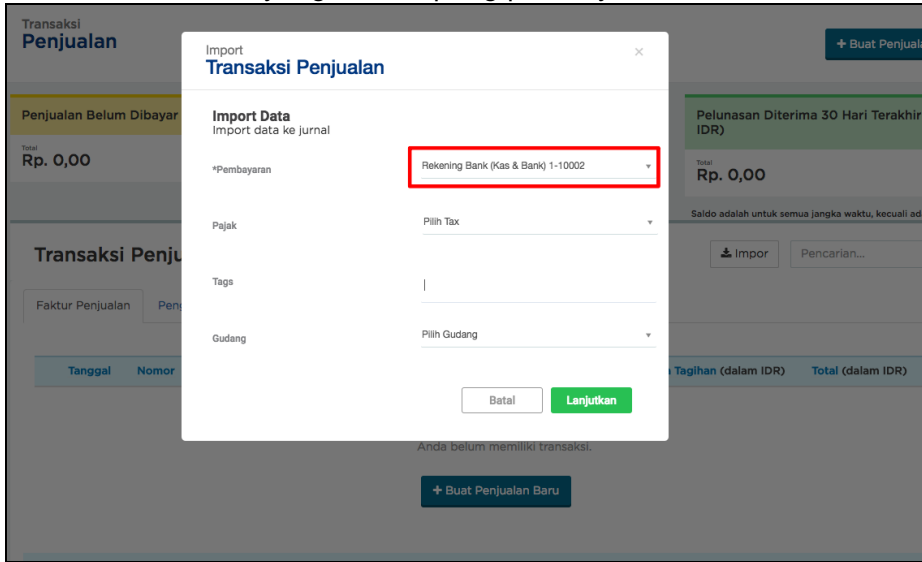 Transaksi
Penjualan
+ Buat Penjuala
Import
Transaksi Penjualan
×
Penjualan Belum Dibayar
Total
Rp. 0,00
Import Data
Import data ke jurnal
*Pembayaran
Rekening Bank (Kas & Bank) 1-10002
Pajak
Pilih Tax
Tags
Gudang
Pilih Gudang
Batal
Lanjutkan
Pelunasan Diterima 30 Hari Terakhir
IDR)
Total
Rp. 0,00
Saldo adalah untuk semua jangka waktu, kecuali ad
Transaksi Penju
Impor
Pencarian...
Faktur Penjualan
Peng
Tanggal
Nomor
Tagihan (dalam IDR)
Total (dalam IDR)
Anda belum memiliki transaksi.
+ Buat Penjualan Baru